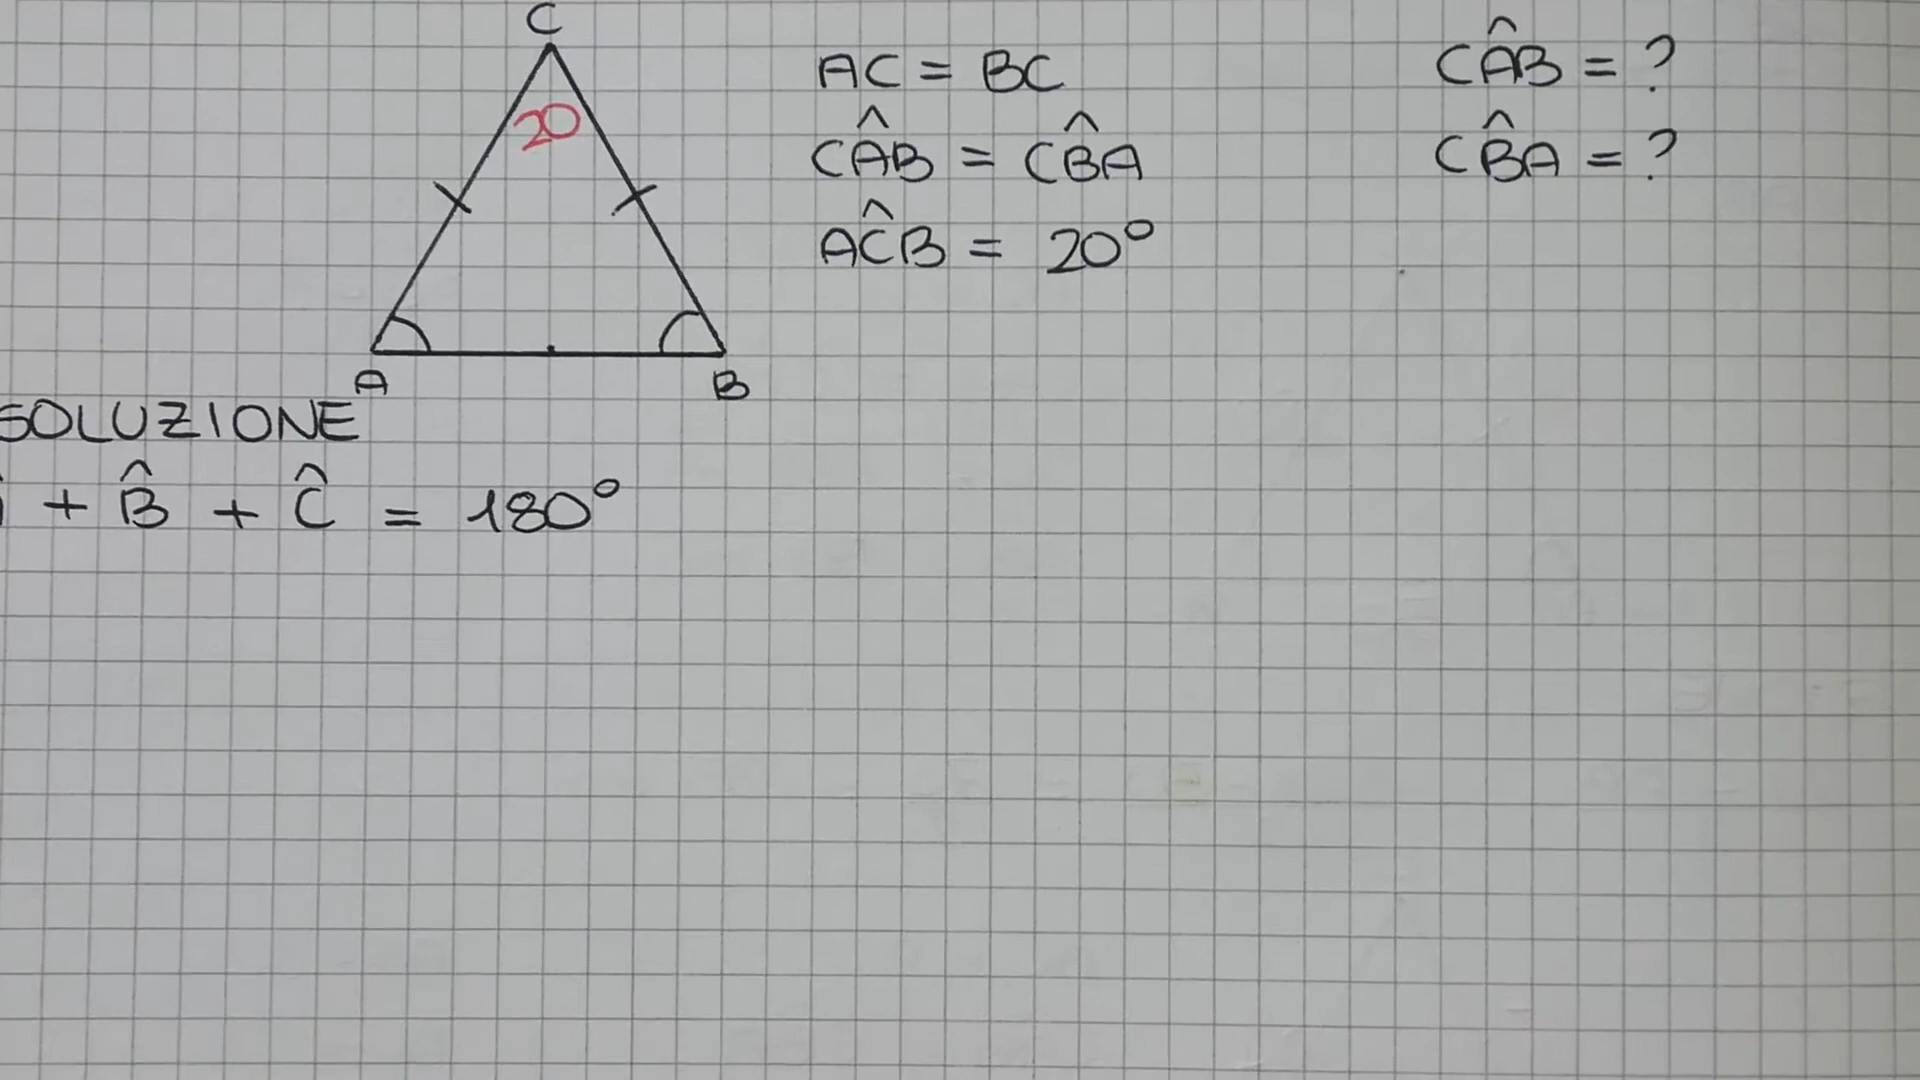 C
20
A
B
AC = BC
CÂB = CB̂A
AĈB = 20°
CÂB = ?
CB̂A = ?
SOLUZIONE
+ B̂ + Ĉ = 180°